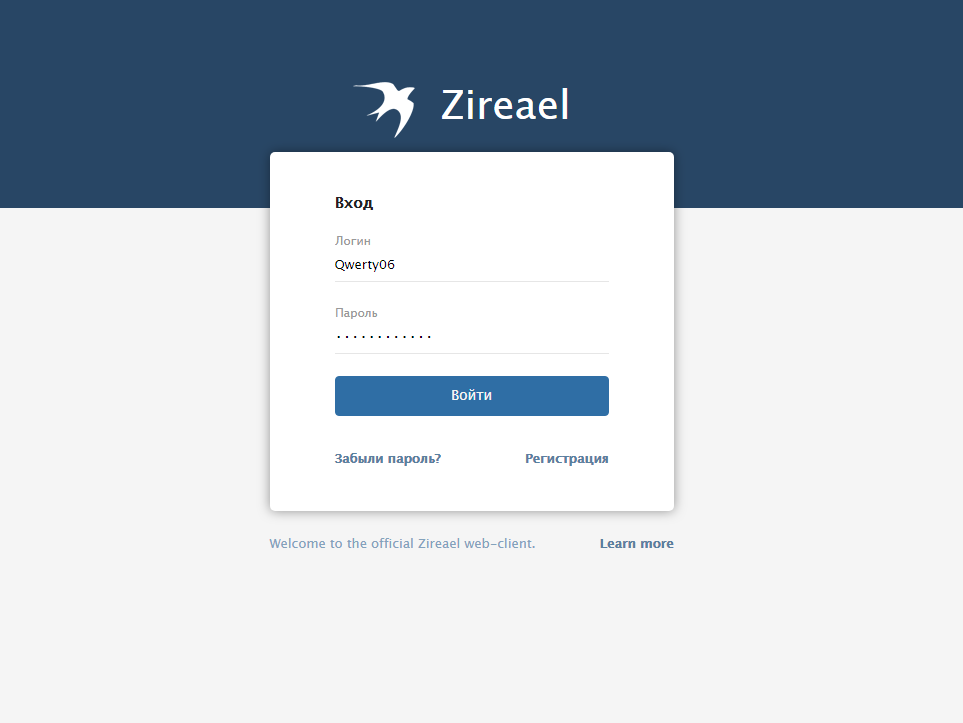 Zireael
Вход
Логин
Qwerty06
Пароль
............
Войти
Забыли пароль? Регистрация
Welcome to the official Zireael web-client. Learn more